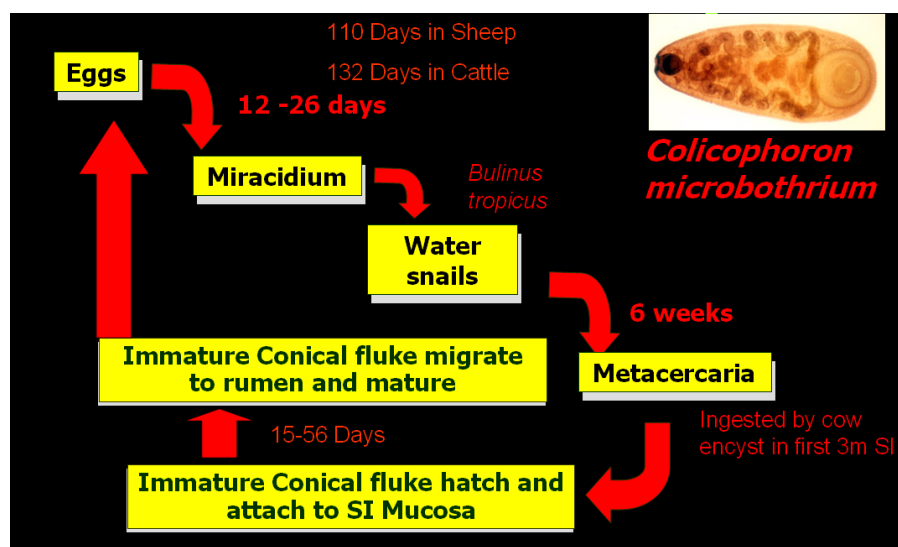 110 Days in Sheep
132 Days in Cattle
Eggs
12 -26 days
Colicophoron
microbothrium
Miracidium
Bulinus
tropicus
Water
snails
6 weeks
Metacercaria
Ingested by cow
encyst in first 3m SI
Immature Conical fluke hatch and
attach to SI Mucosa
15-56 Days
Immature Conical fluke migrate
to rumen and mature